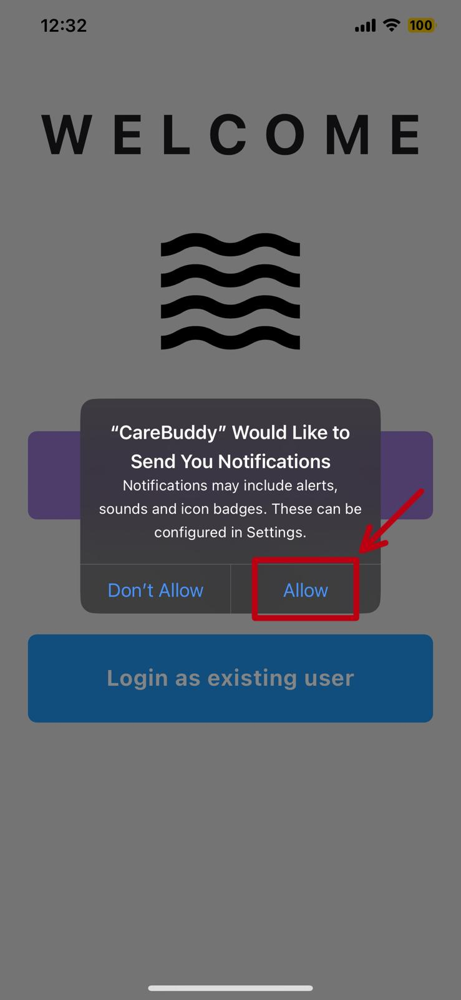 12:32
100
WELCOME
“CareBuddy” Would Like to
Send You Notifications
Notifications may include alerts,
sounds and icon badges. These can be
configured in Settings.
Don’t Allow
Allow
Login as existing user